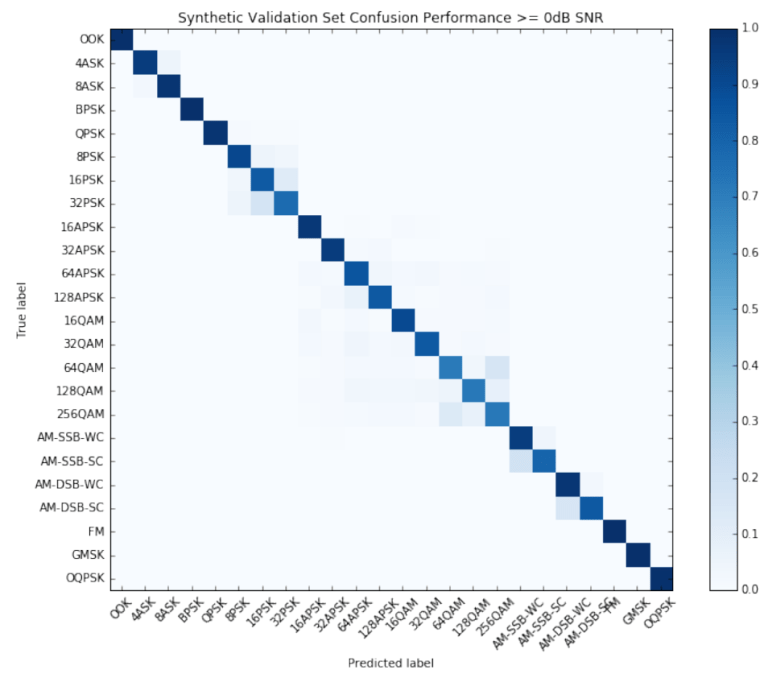 Synthetic Validation Set Confusion Performance >= 0dB SNR
OOK
4ASK
8ASK
BPSK
QPSK
8PSK
16PSK
32PSK
16APSK
32APSK
64APSK
128APSK
16QAM
32QAM
64QAM
128QAM
256QAM
AM-SSB-WC
AM-SSB-SC
AM-DSB-WC
AM-DSB-SC
FM
GMSK
OQPSK
True label
OOK
4ASK
8ASK
BPSK
QPSK
8PSK
16PSK
32PSK
16APSK
32APSK
64APSK
128APSK
16QAM
32QAM
64QAM
128QAM
256QAM
AM-SSB-WC
AM-SSB-SC
AM-DSB-WC
AM-DSB-SC
FM
GMSK
OQPSK
Predicted label
1.0
0.9
0.8
0.7
0.6
0.5
0.4
0.3
0.2
0.1
0.0